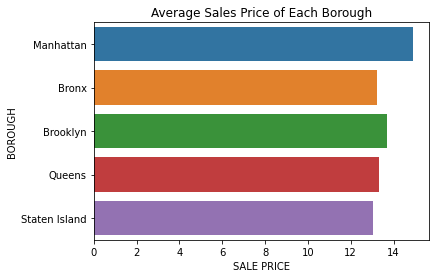 Average Sales Price of Each Borough
BOROUGH
Manhattan
Bronx
Brooklyn
Queens
Staten Island
0 2 4 6 8 10 12 14
SALE PRICE